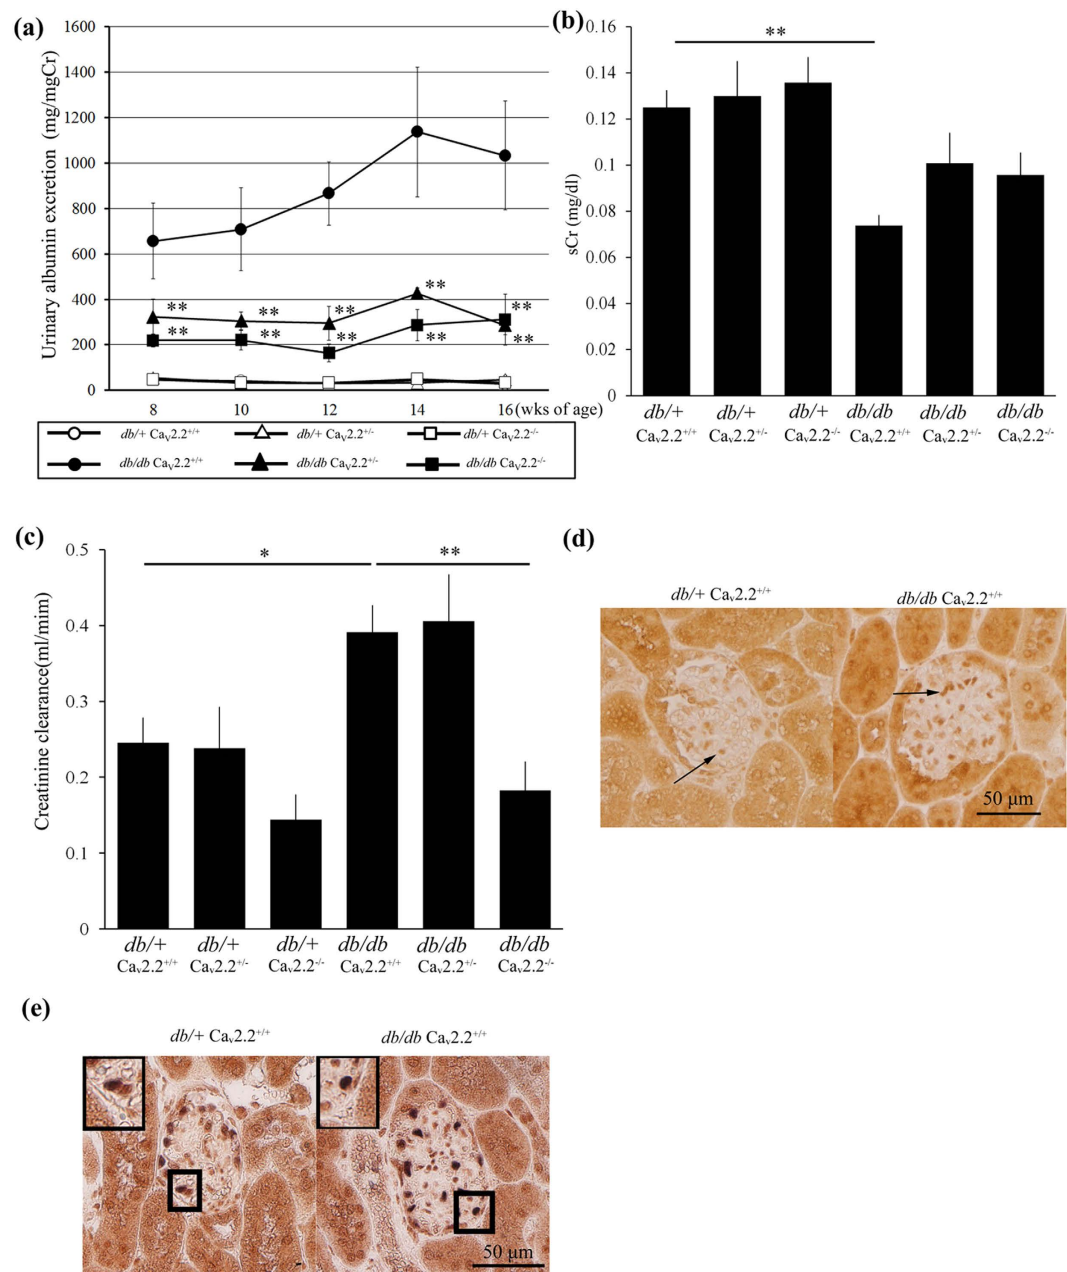 (a)
Urinary albumin excretion (mg/mgCr)
1600
1400
1200
1000
800
600
400
200
0
** ** ** ** **
** ** ** ** **
8 10 12 14 16 (wks of age)
db/+ Cav2.2+/+ db/+ Cav2.2+/- db/+ Cav2.2-/-
db/db Cav2.2+/+ db/db Cav2.2+/- db/db Cav2.2-/-
(b)
sCr (mg/dl)
0.16
0.14
0.12
0.1
0.08
0.06
0.04
0.02
0
**
db/+ db/+ db/+ db/db db/db db/db
Cav2.2+/+ Cav2.2+/- Cav2.2-/- Cav2.2+/+ Cav2.2+/- Cav2.2-/-
(c)
Creatinine clearance(ml/mim)
0.5
0.4
0.3
0.2
0.1
0
* **
db/+ db/+ db/+ db/db db/db db/db
Cav2.2+/+ Cav2.2+/- Cav2.2-/- Cav2.2+/+ Cav2.2+/- Cav2.2-/-
(d)
db/+ Cav2.2+/+ db/db Cav2.2+/+
50 µm
(e)
db/+ Cav2.2+/+ db/db Cav2.2+/+
50 µm